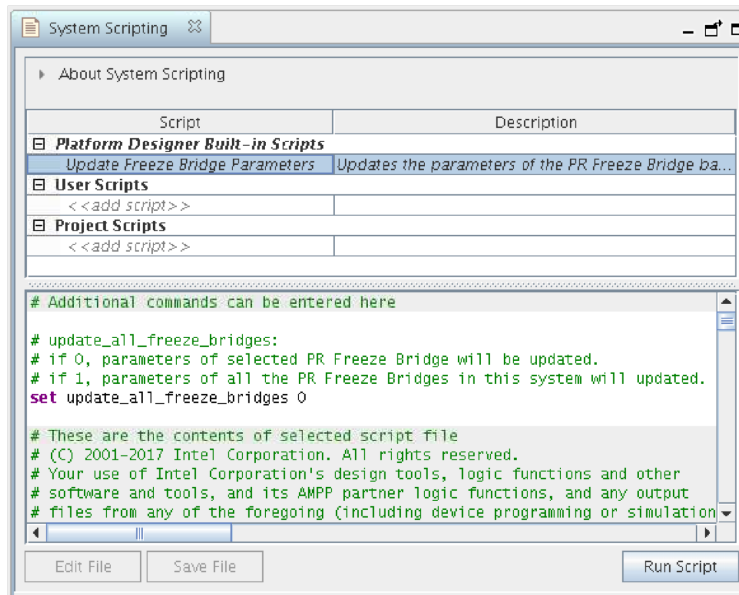 System Scripting
About System Scripting
Script Description
Platform Designer Built-in Scripts
Update Freeze Bridge Parameters Updates the parameters of the PR Freeze Bridge ba...
User Scripts
<<add script>>
Project Scripts
<<add script>>
# Additional commands can be entered here
# update_all_freeze_bridges:
# if 0, parameters of selected PR Freeze Bridge will be updated.
# if 1, parameters of all the PR Freeze Bridges in this system will updated.
set update_all_freeze_bridges 0
# These are the contents of selected script file
# (C) 2001-2017 Intel Corporation. All rights reserved.
# Your use of Intel Corporation's design tools, logic functions and other
# software and tools, and its AMPP partner logic functions, and any output
# files from any of the foregoing (including device programming or simulation
Edit File Save File Run Script